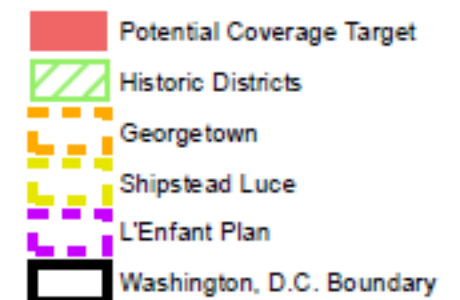 Potential Coverage Target
Historic Districts
Georgetown
Shipstead Luce
L'Enfant Plan
Washington, D.C. Boundary